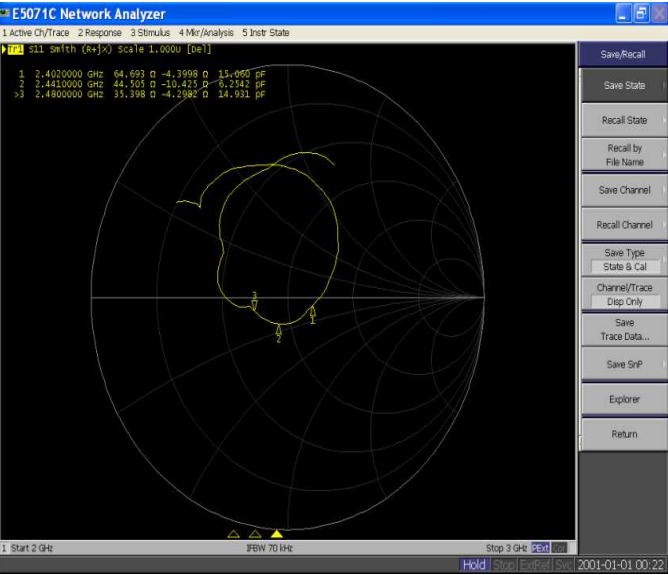 E5071C Network Analyzer
1 Active Ch/Trace 2 Response 3 Stimulus 4 Mkr/Analysis 5 Instr State
Tr1 S11 Smith (R+jX) Scale 1.000U [Del]
1 2.4020000 GHz 64.693 Ω -4.3998 Ω 15.060 pF
2 2.4410000 GHz 44.505 Ω -10.425 Ω 6.2542 pF
>3 2.4800000 GHz 35.398 Ω -4.2982 Ω 14.931 pF
3
1
2
Save/Recall
Save State
Recall State
Recall by
File Name
Save Channel
Recall Channel
Save Type
State & Cal
Channel/Trace
Disp Only
Save
Trace Data...
Save SnP
Explorer
Return
1 Start 2 GHz IFBW 70 kHz Stop 3 GHz PExt Cor
Hold Stop ExtRef Svc 2001-01-01 00:22